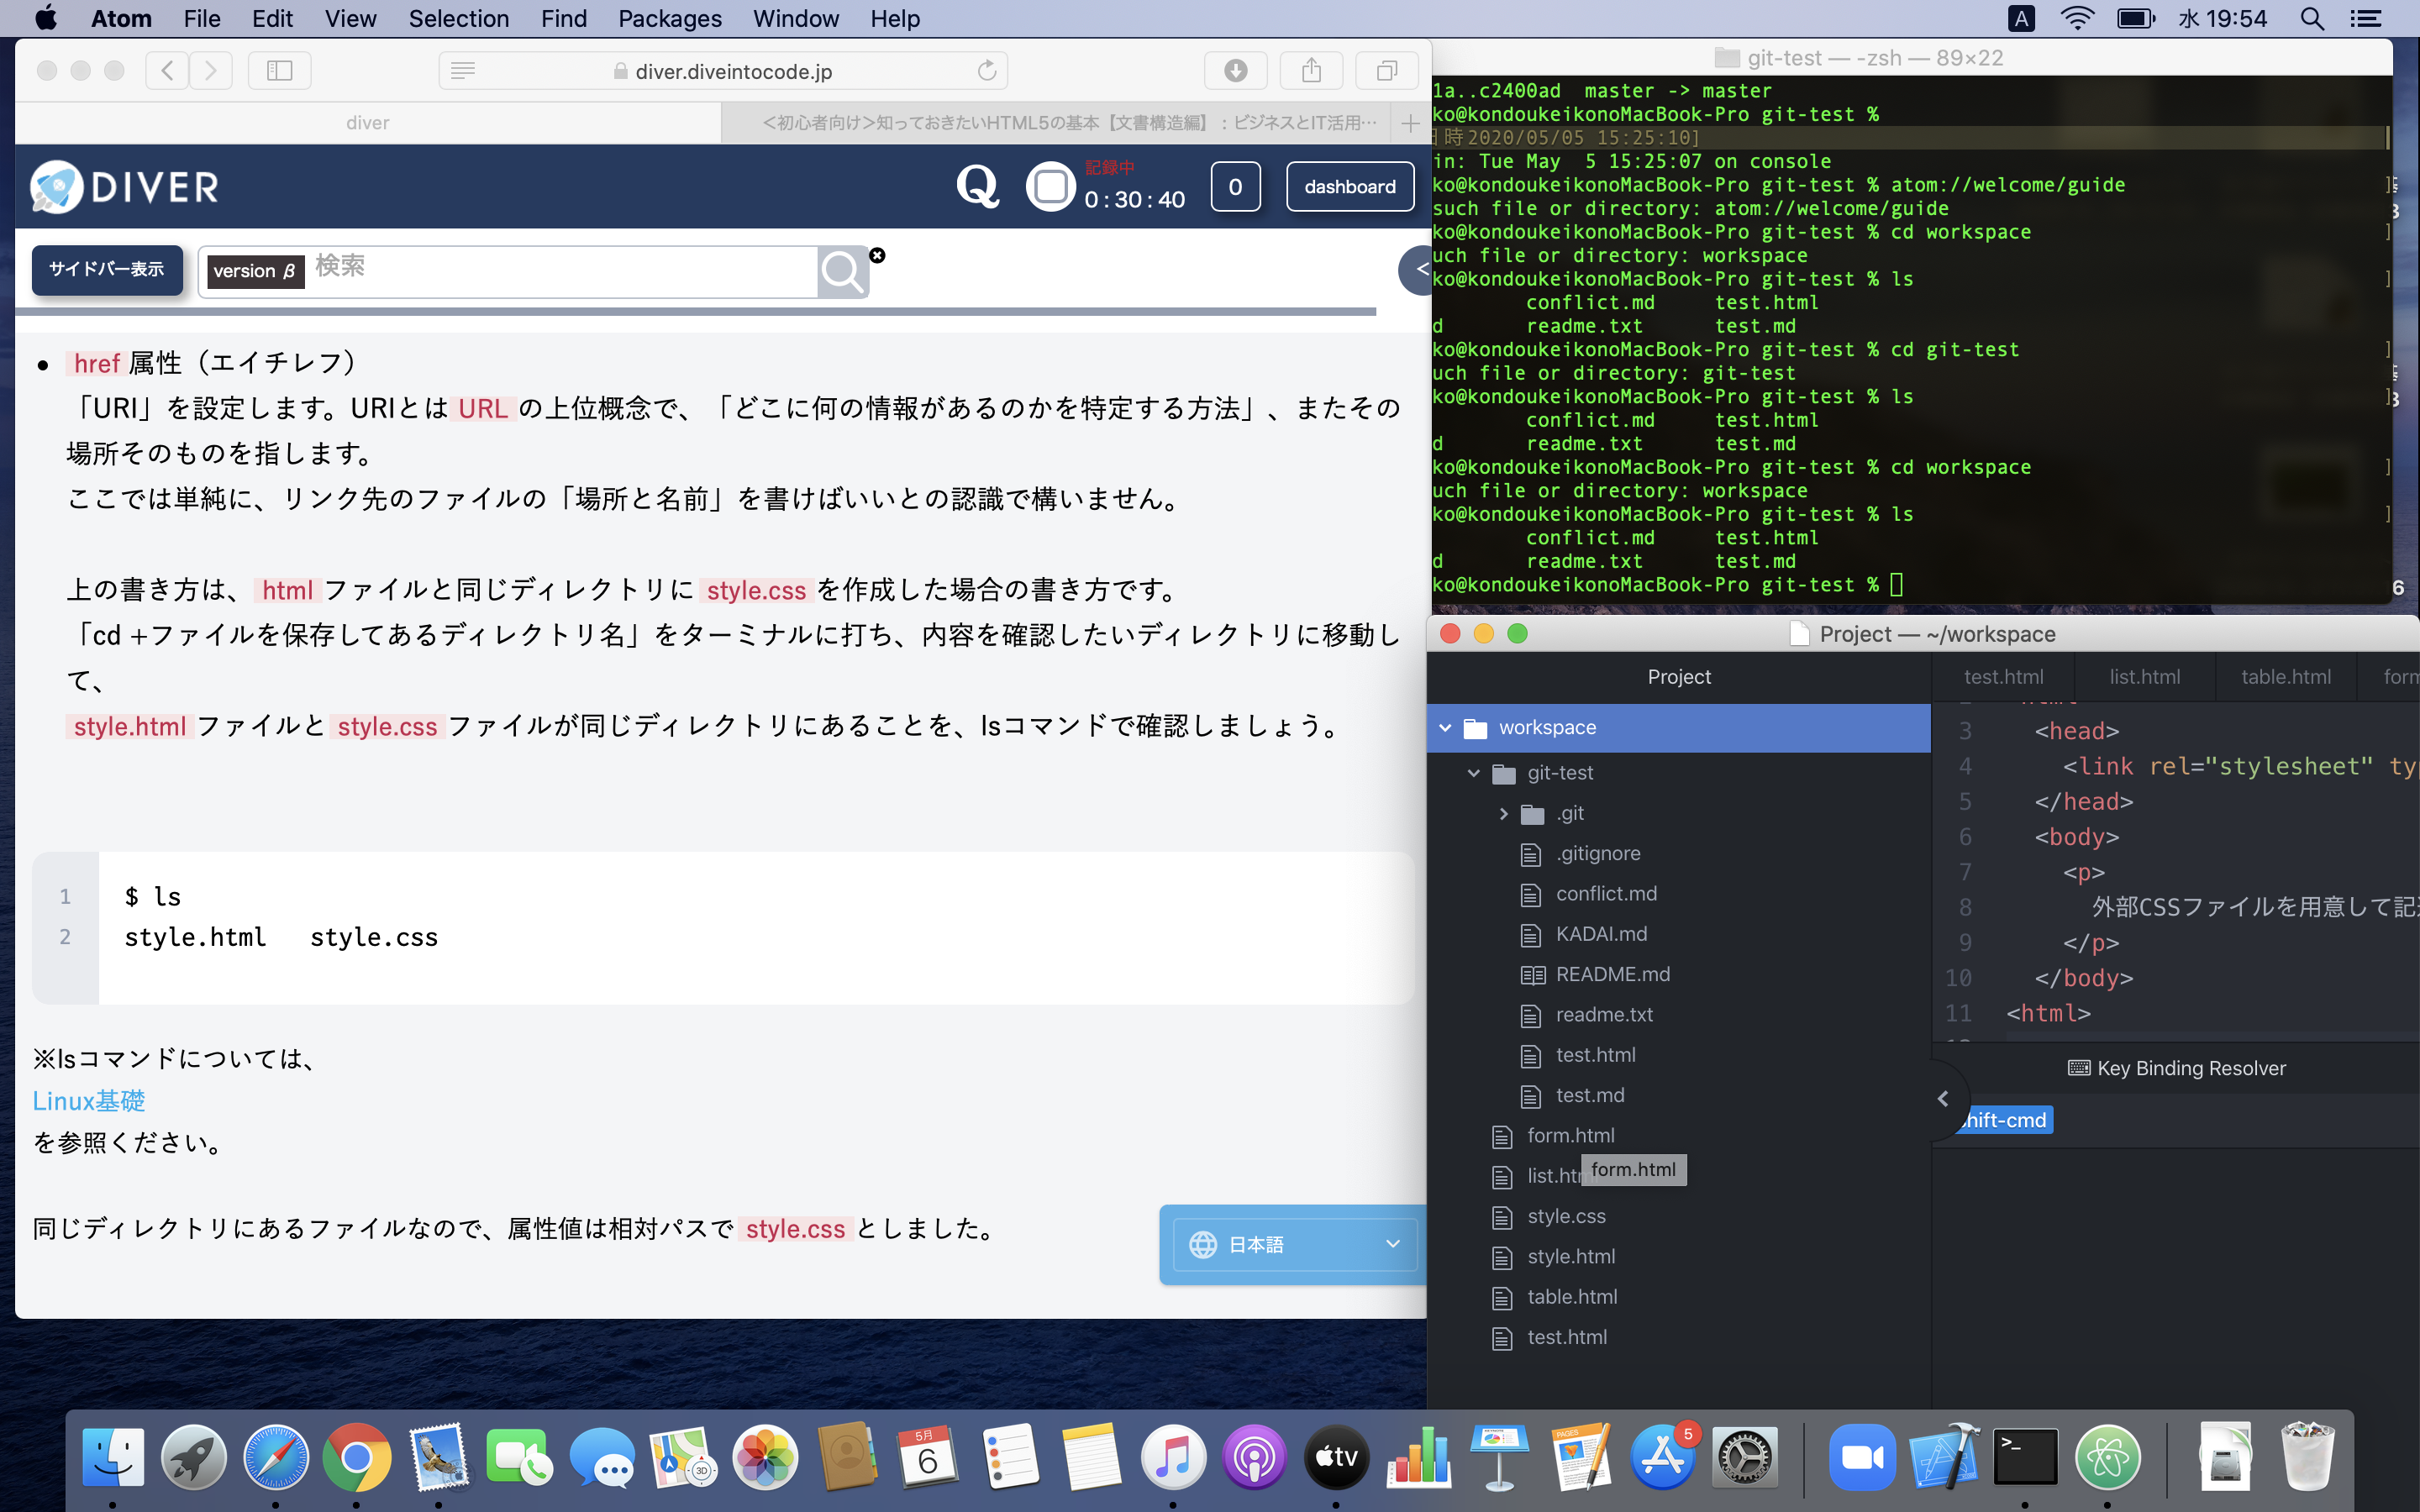 Atom File Edit View Selection Find Packages Window Help
A 水 19:54
diver.diveintocode.jp
diver
＜初心者向け＞知っておきたいHTML5の基本【文書構造編】：ビジネスとIT活用…
DIVER
Q
記録中
0:30:40
0
dashboard
サイドバー表示
version β 検索
<
href 属性（エイチレフ）
「URI」を設定します。URIとは URL の上位概念で、「どこに何の情報があるのかを特定する方法」、またその
場所そのものを指します。
ここでは単純に、リンク先のファイルの「場所と名前」を書けばいいとの認識で構いません。
上の書き方は、 html ファイルと同じディレクトリに style.css を作成した場合の書き方です。
「cd +ファイルを保存してあるディレクトリ名」をターミナルに打ち、内容を確認したいディレクトリに移動し
て、
style.html ファイルと style.css ファイルが同じディレクトリにあることを、lsコマンドで確認しましょう。
1 $ ls
2 style.html style.css
※lsコマンドについては、
Linux基礎
を参照ください。
同じディレクトリにあるファイルなので、属性値は相対パスで style.css としました。
日本語
git-test — -zsh — 89×22
1a..c2400ad master -> master
ko@kondoukeikonoMacBook-Pro git-test %
時 2020/05/05 15:25:10]
in: Tue May 5 15:25:07 on console
ko@kondoukeikonoMacBook-Pro git-test % atom://welcome/guide
such file or directory: atom://welcome/guide
ko@kondoukeikonoMacBook-Pro git-test % cd workspace
uch file or directory: workspace
ko@kondoukeikonoMacBook-Pro git-test % ls
conflict.md test.html
d readme.txt test.md
ko@kondoukeikonoMacBook-Pro git-test % cd git-test
uch file or directory: git-test
ko@kondoukeikonoMacBook-Pro git-test % ls
conflict.md test.html
d readme.txt test.md
ko@kondoukeikonoMacBook-Pro git-test % cd workspace
uch file or directory: workspace
ko@kondoukeikonoMacBook-Pro git-test % ls
conflict.md test.html
d readme.txt test.md
ko@kondoukeikonoMacBook-Pro git-test %
6
Project — ~/workspace
Project
workspace
git-test
.git
.gitignore
conflict.md
KADAI.md
README.md
readme.txt
test.html
test.md
form.html
list.htm
form.html
style.css
style.html
table.html
test.html
test.html list.html table.html form
3 <head>
4 <link rel="stylesheet" typ
5 </head>
6 <body>
7 <p>
8 外部CSSファイルを用意して記
9 </p>
10 </body>
11 <html>
Key Binding Resolver
hift-cmd
5月
6
3D
tv
PAGES
5
>_